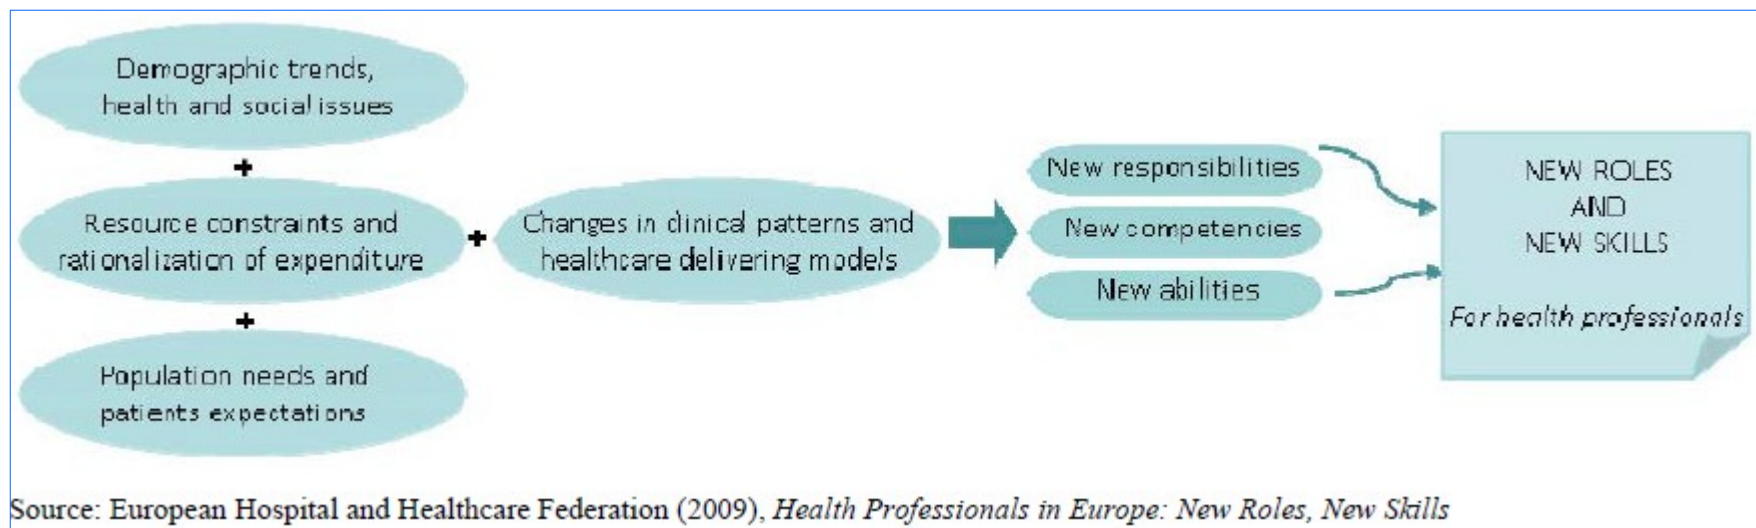 Demographic trends,
health and social issues
+
Resource constraints and
rationalization of expenditure
+
Population needs and
patients expectations
+
Changes in clinical patterns and
healthcare delivering models
New responsibilities
New competencies
New abilities
NEW ROLES
AND
NEW SKILLS
For health professionals
Source: European Hospital and Healthcare Federation (2009), Health Professionals in Europe: New Roles, New Skills